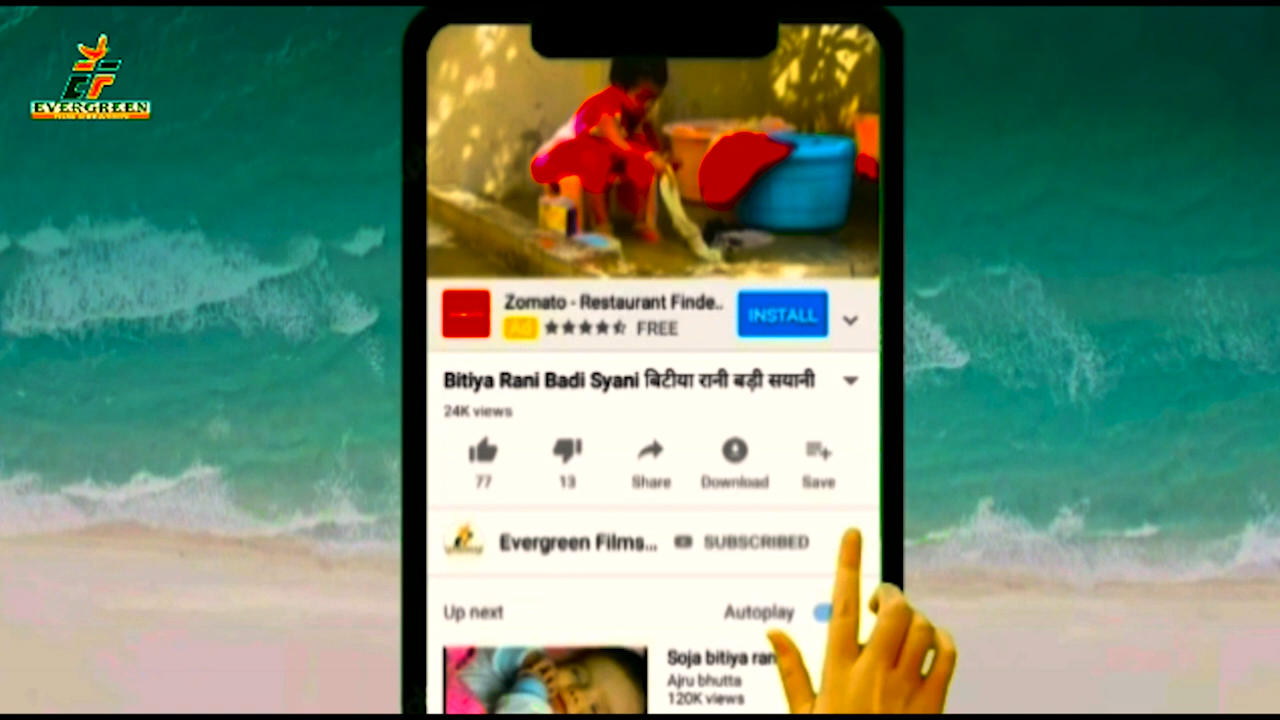 EVERGREEN
Zomato - Restaurant Finde..
INSTALL
Ad
FREE
Bitiya Rani Badi Syani बिटीया रानी बड़ी सयानी
24K views
77
13
Share
Download
Save
Evergreen Films...
SUBSCRIBED
Up next
Autoplay
Soja bitiya ran
Ajru bhutta
120K views